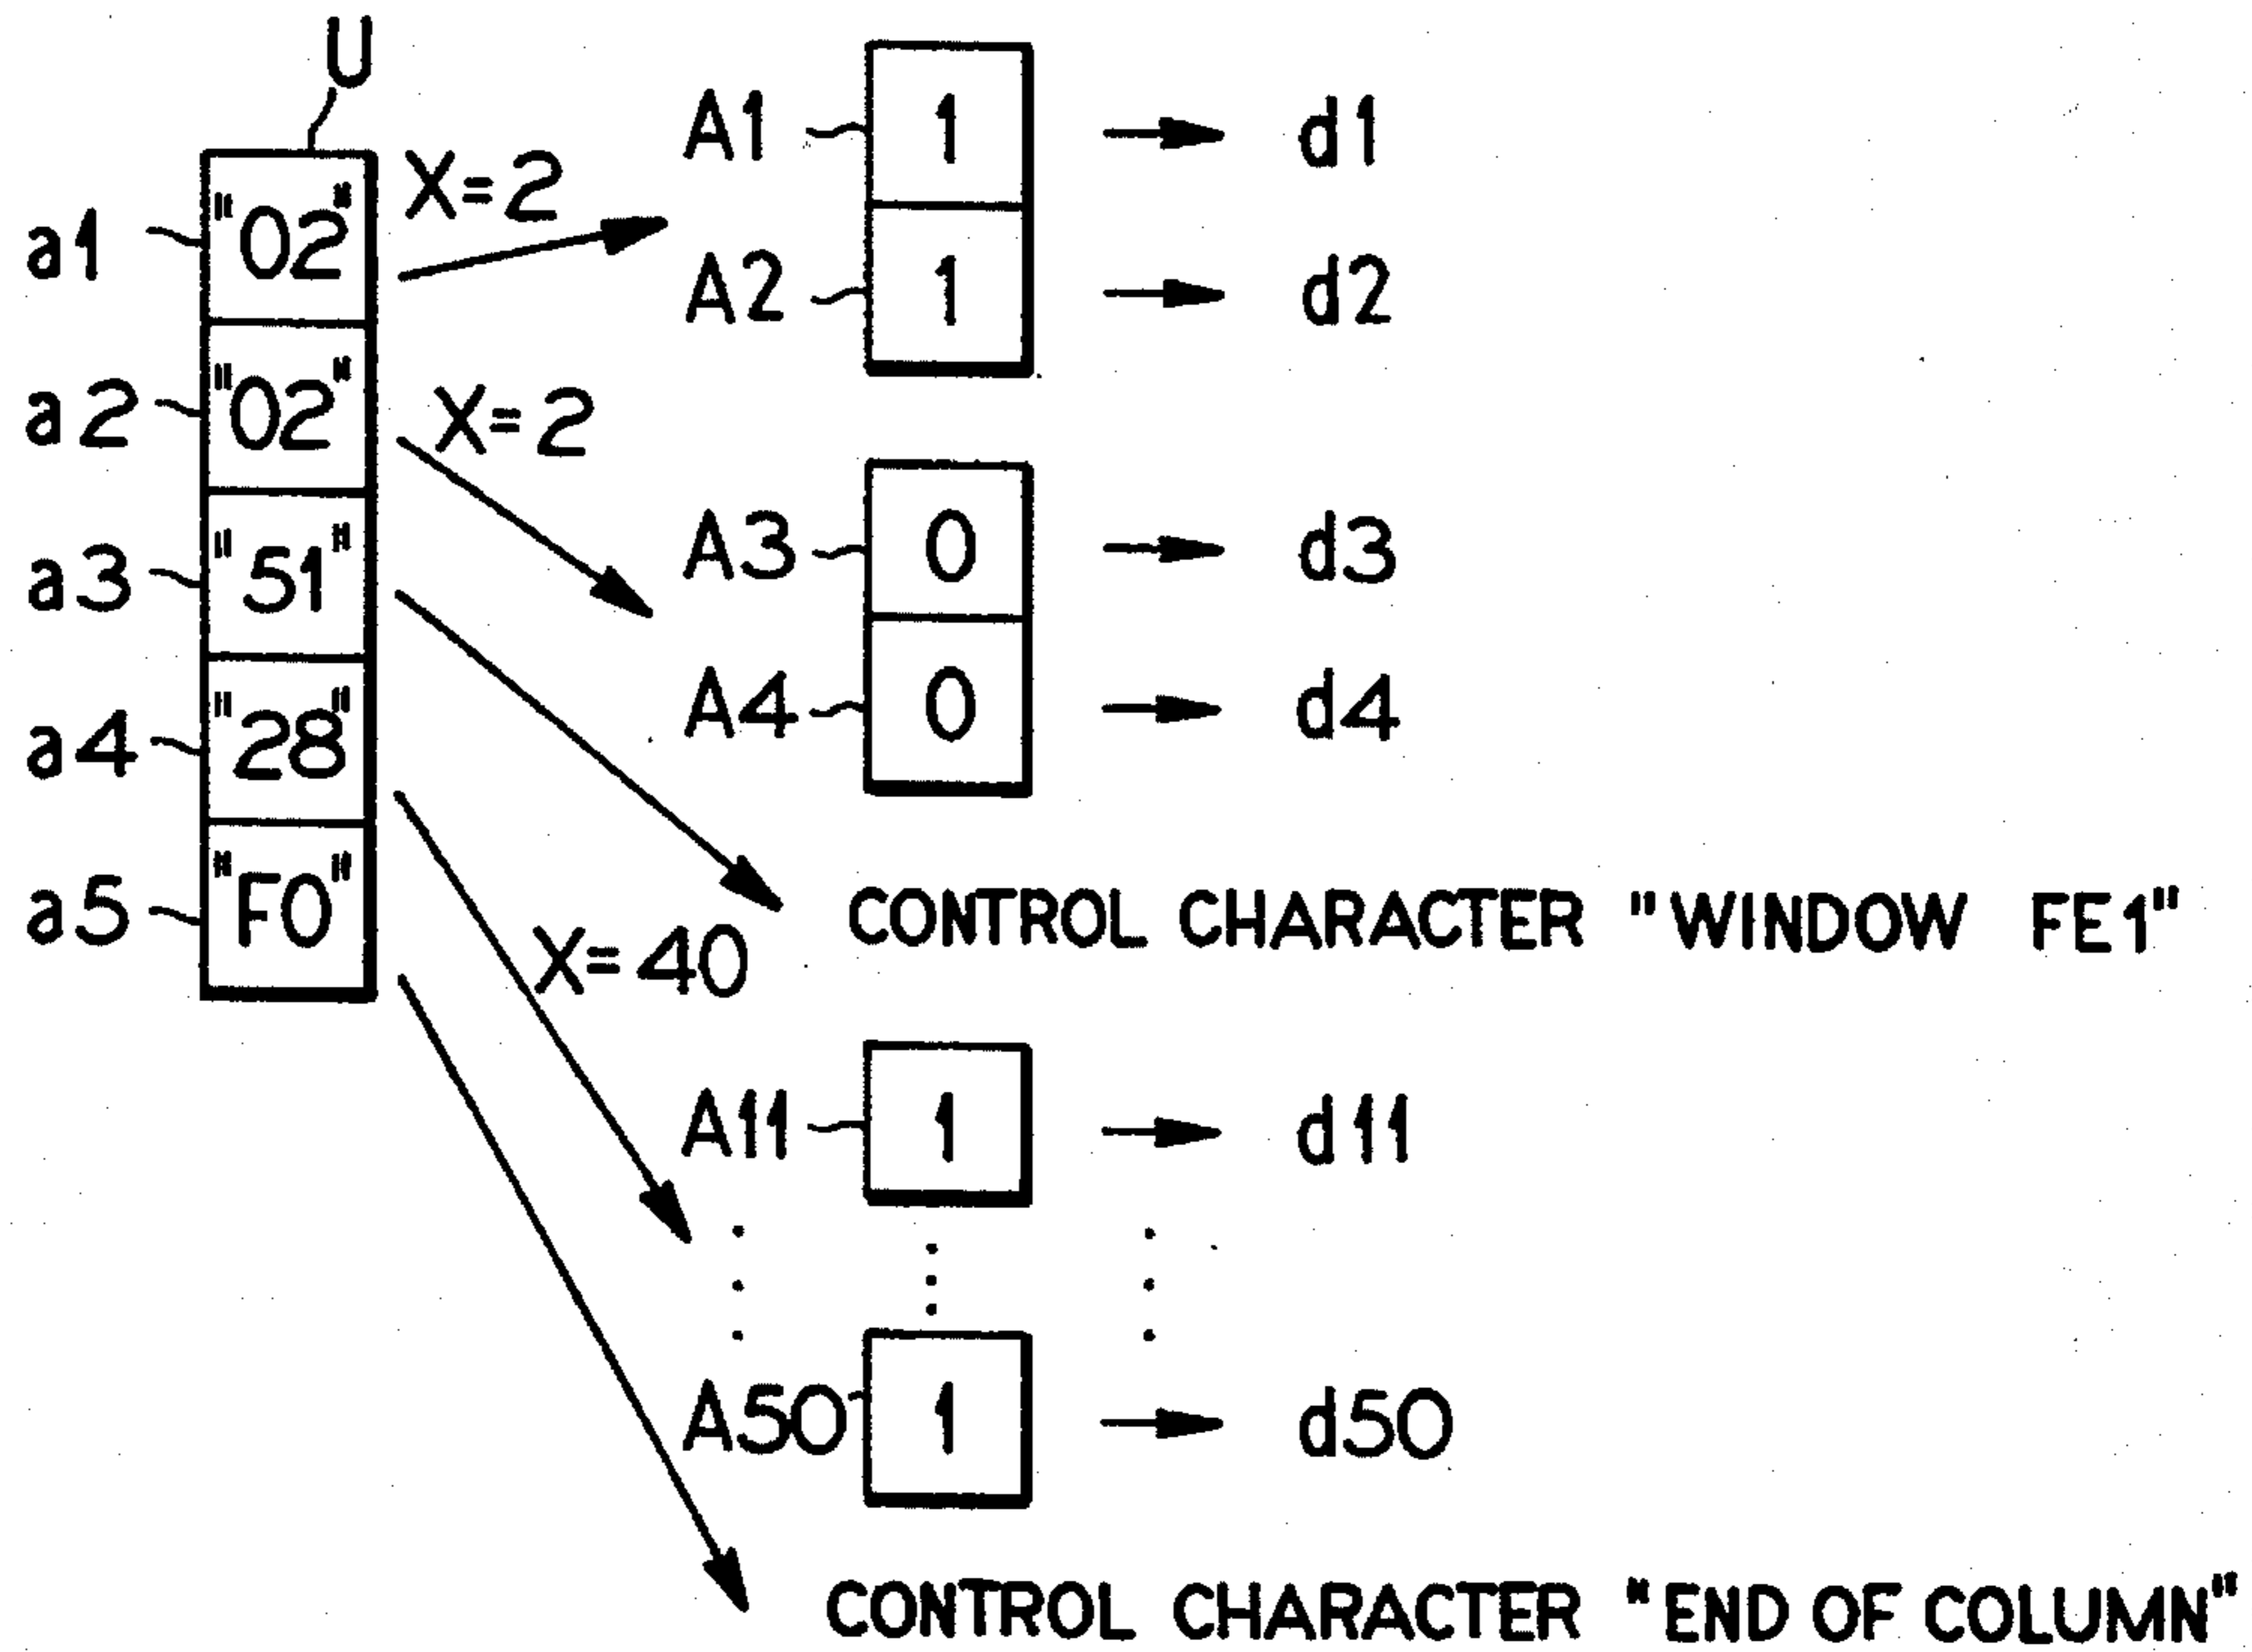 U
a1 "02" X=2 A1 1 d1
A2 1 d2
a2 "02" X=2
a3 "51" A3 0 d3
a4 "28" A4 0 d4
a5 "F0" CONTROL CHARACTER "WINDOW FE1"
X=40
A11 1 d11
A50 1 d50
CONTROL CHARACTER "END OF COLUMN"